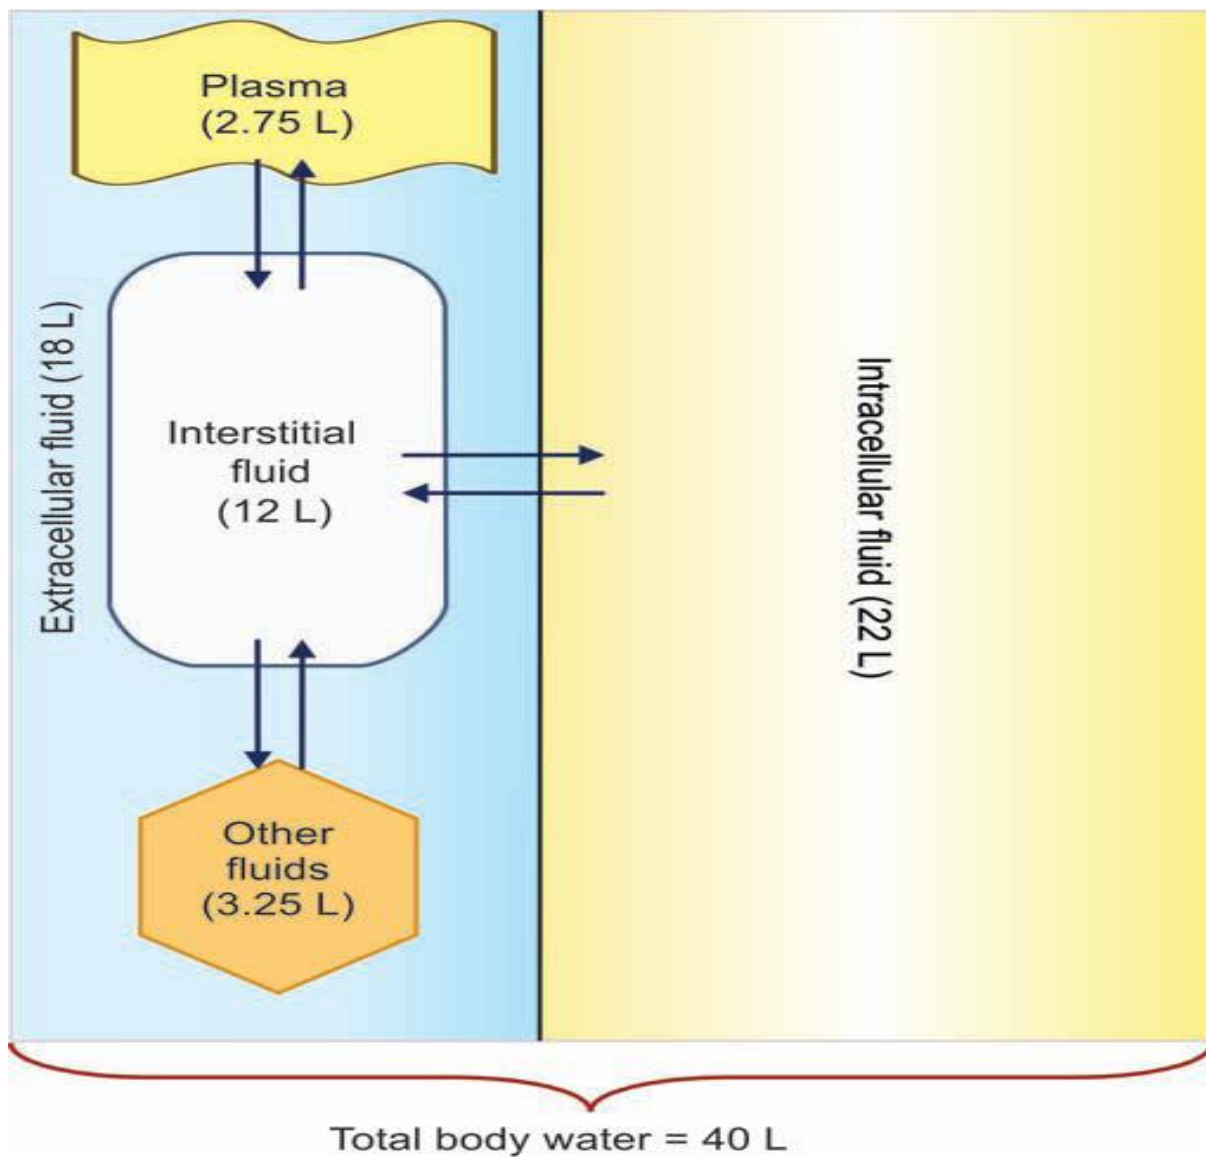 Plasma
(2.75 L)
Extracellular fluid (18 L)
Interstitial
fluid
(12 L)
Intracellular fluid (22 L)
Other
fluids
(3.25 L)
Total body water = 40 L